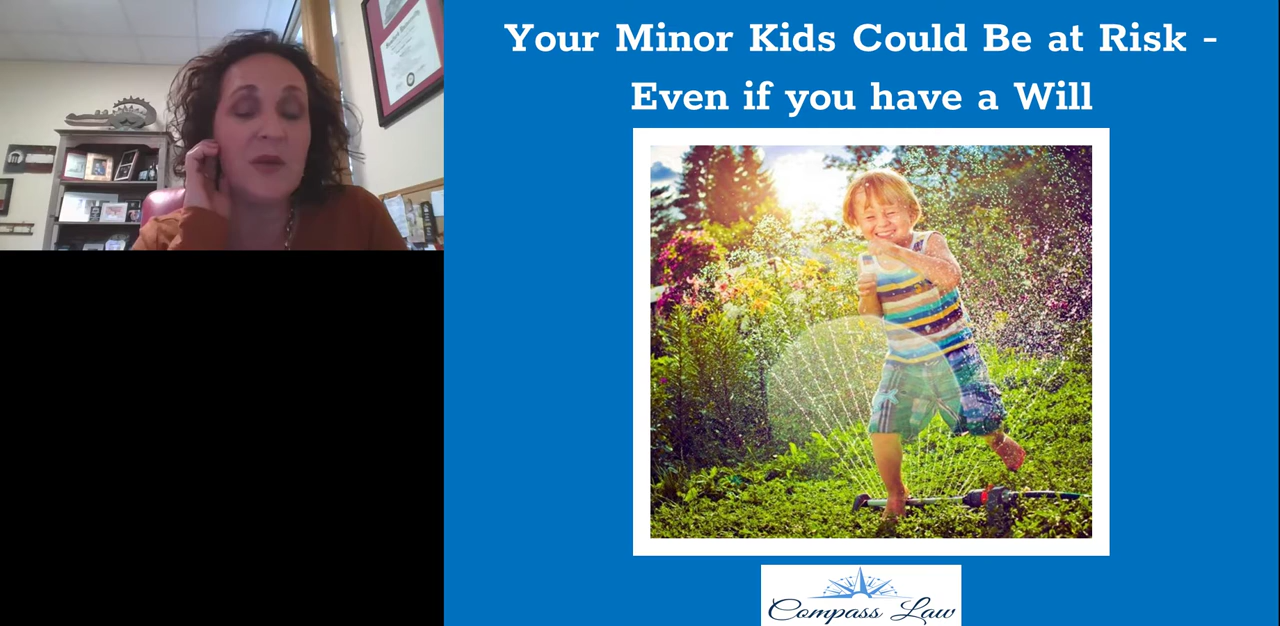 Your Minor Kids Could Be at Risk -
Even if you have a Will
Compass Law